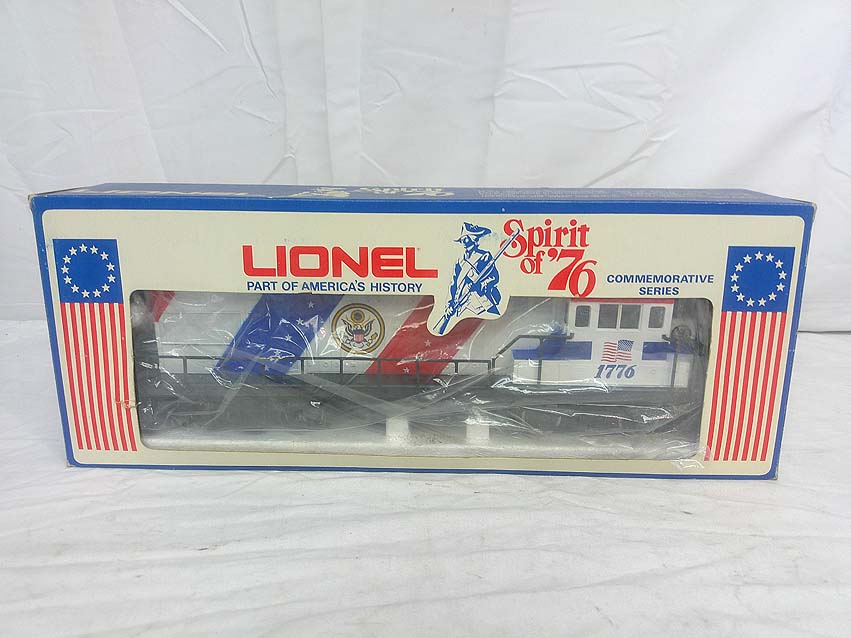 LIONEL
PART OF AMERICA'S HISTORY
Spirit
of '76
COMMEMORATIVE
SERIES
1776